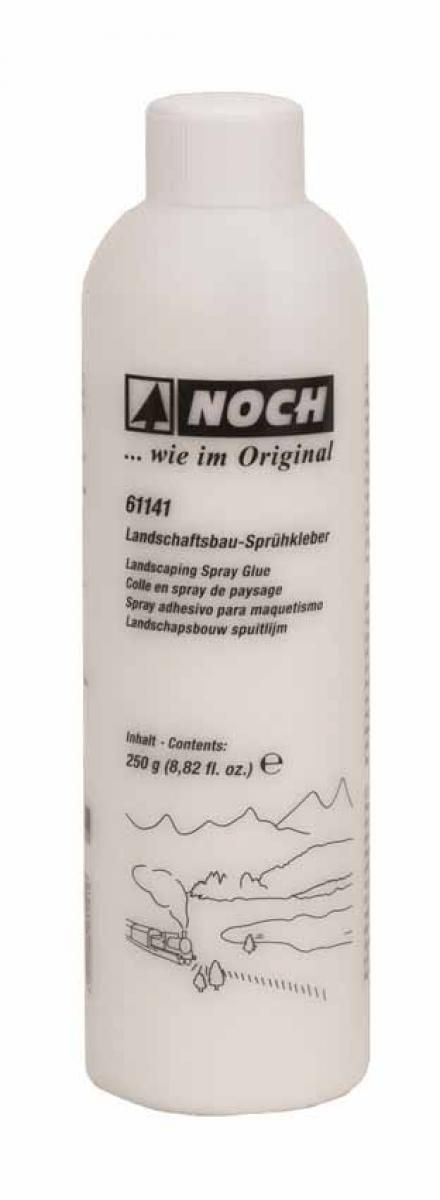 NOCH
... wie im Original
61141
Landschaftsbau-Sprühkleber
Landscaping Spray Glue
Colle en spray de paysage
Spray adhesivo para maquetismo
Landschapsbouw spuitlijm
Inhalt - Contents:
250 g (8,82 fl. oz.) ℮